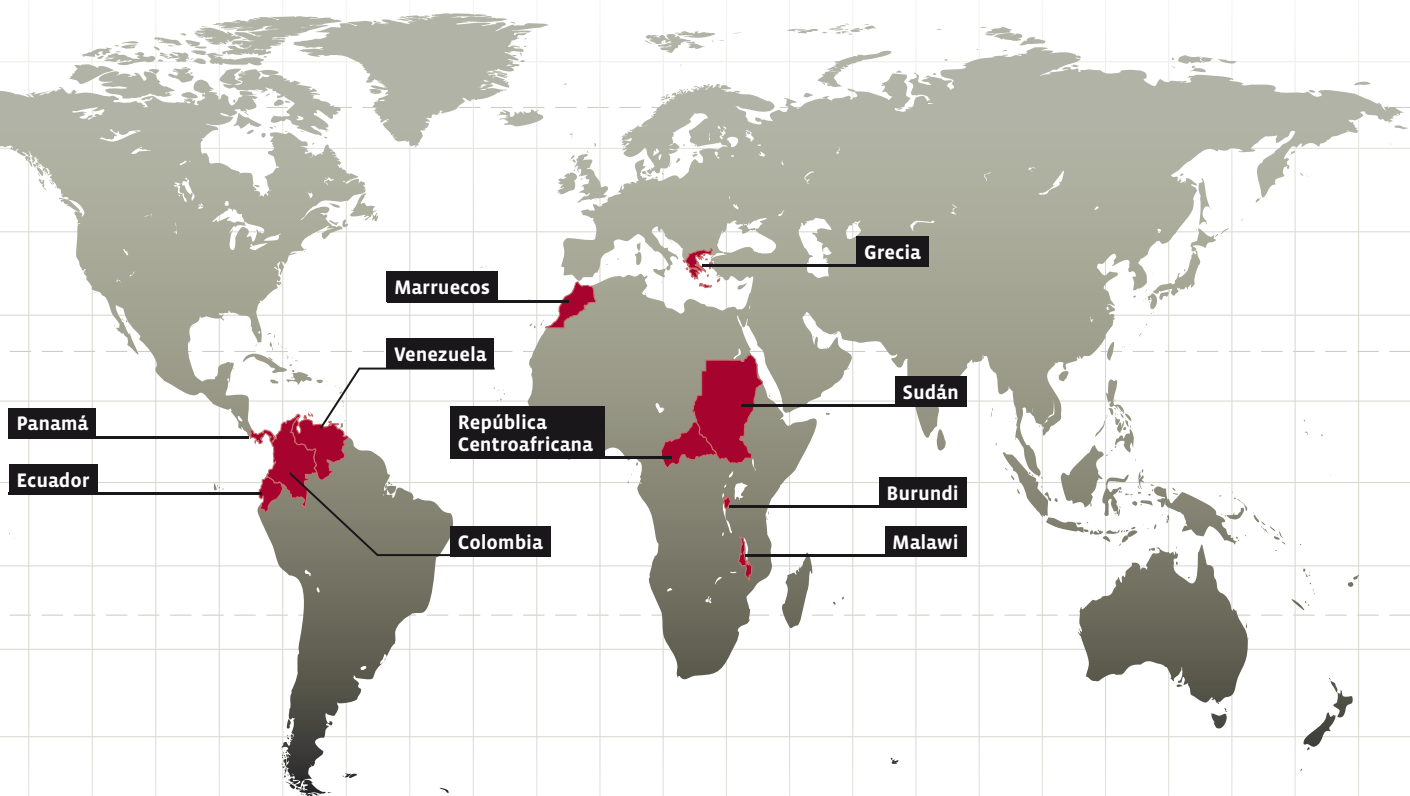 Grecia
Marruecos
Venezuela
Sudán
República
Centroafricana
Panamá
Ecuador
Burundi
Colombia
Malawi